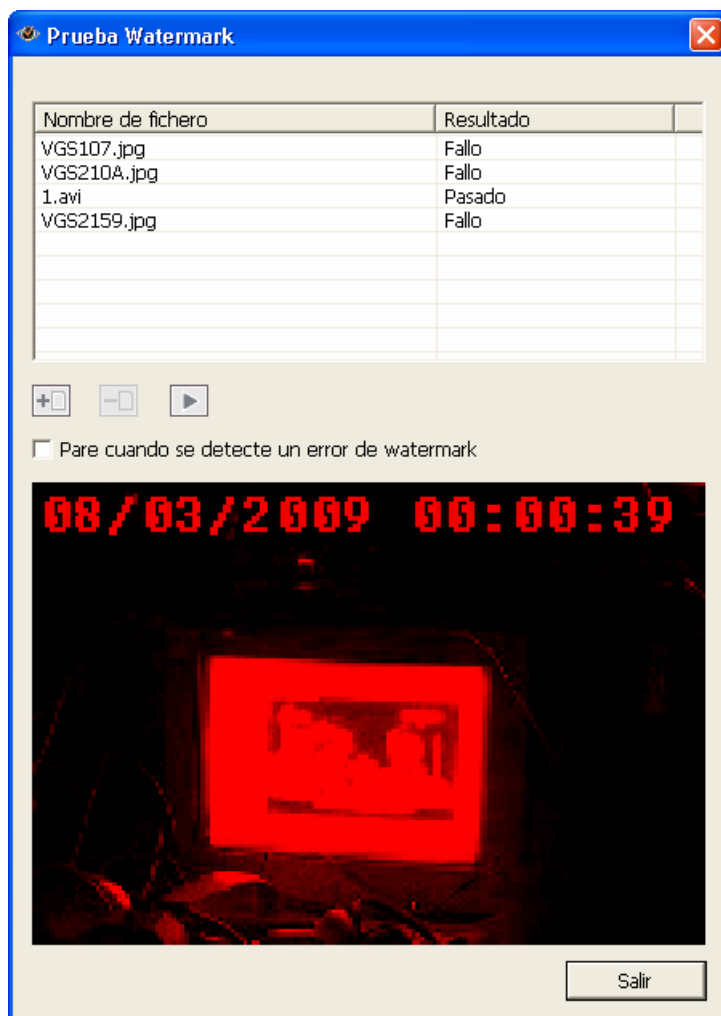 Prueba Watermark
Nombre de fichero Resultado
VGS107.jpg Fallo
VGS210A.jpg Fallo
1.avi Pasado
VGS2159.jpg Fallo
Pare cuando se detecte un error de watermark
08/03/2009 00:00:39
Salir